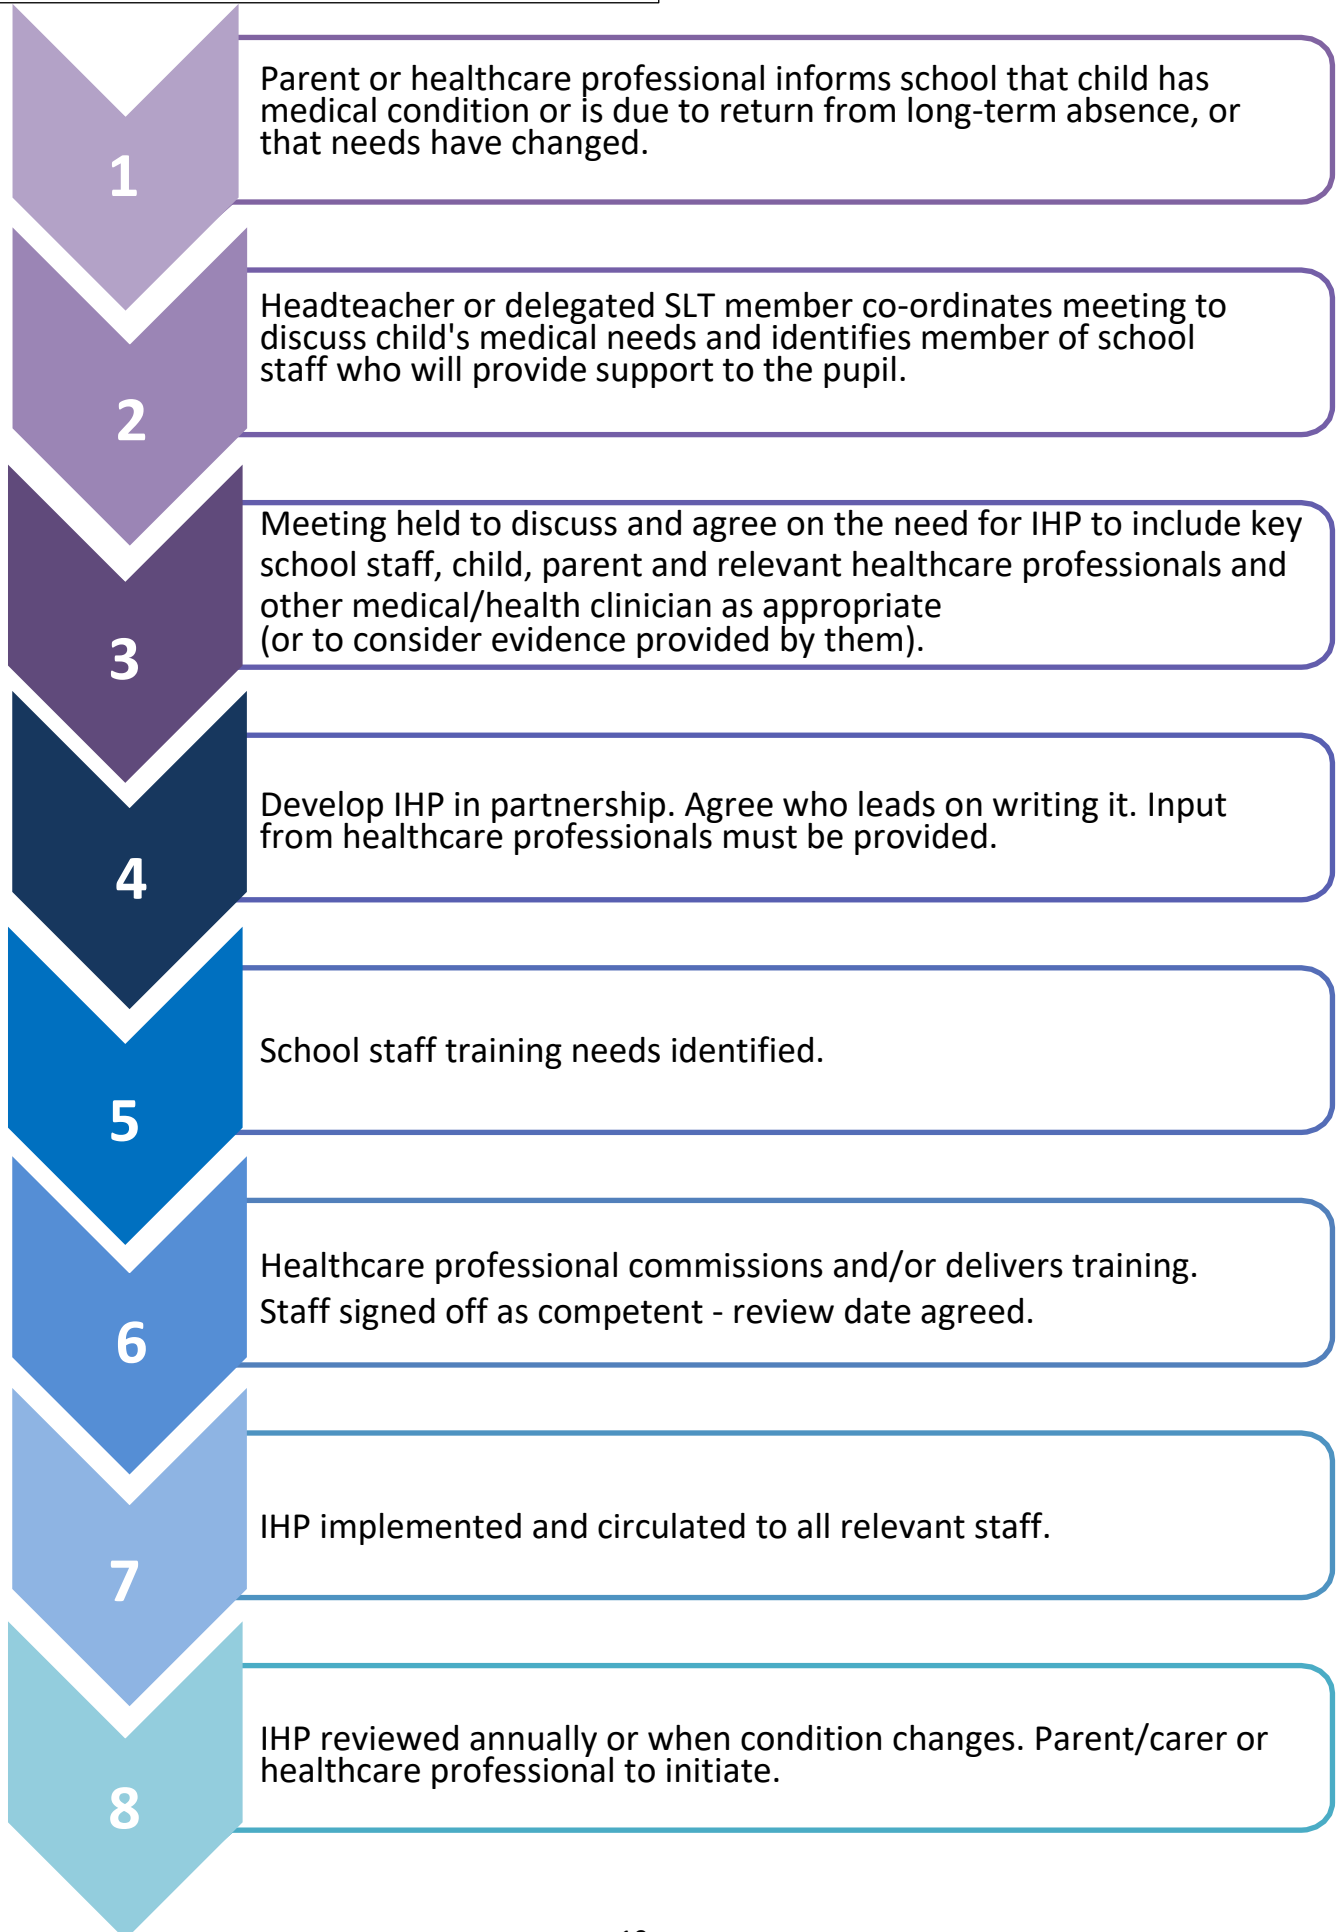 Parent or healthcare professional informs school that child has
medical condition or is due to return from long-term absence, or
that needs have changed.
1
Headteacher or delegated SLT member co-ordinates meeting to
discuss child's medical needs and identifies member of school
staff who will provide support to the pupil.
2
Meeting held to discuss and agree on the need for IHP to include key
school staff, child, parent and relevant healthcare professionals and
other medical/health clinician as appropriate
(or to consider evidence provided by them).
3
Develop IHP in partnership. Agree who leads on writing it. Input
from healthcare professionals must be provided.
4
School staff training needs identified.
5
Healthcare professional commissions and/or delivers training.
Staff signed off as competent - review date agreed.
6
IHP implemented and circulated to all relevant staff.
7
IHP reviewed annually or when condition changes. Parent/carer or
healthcare professional to initiate.
8